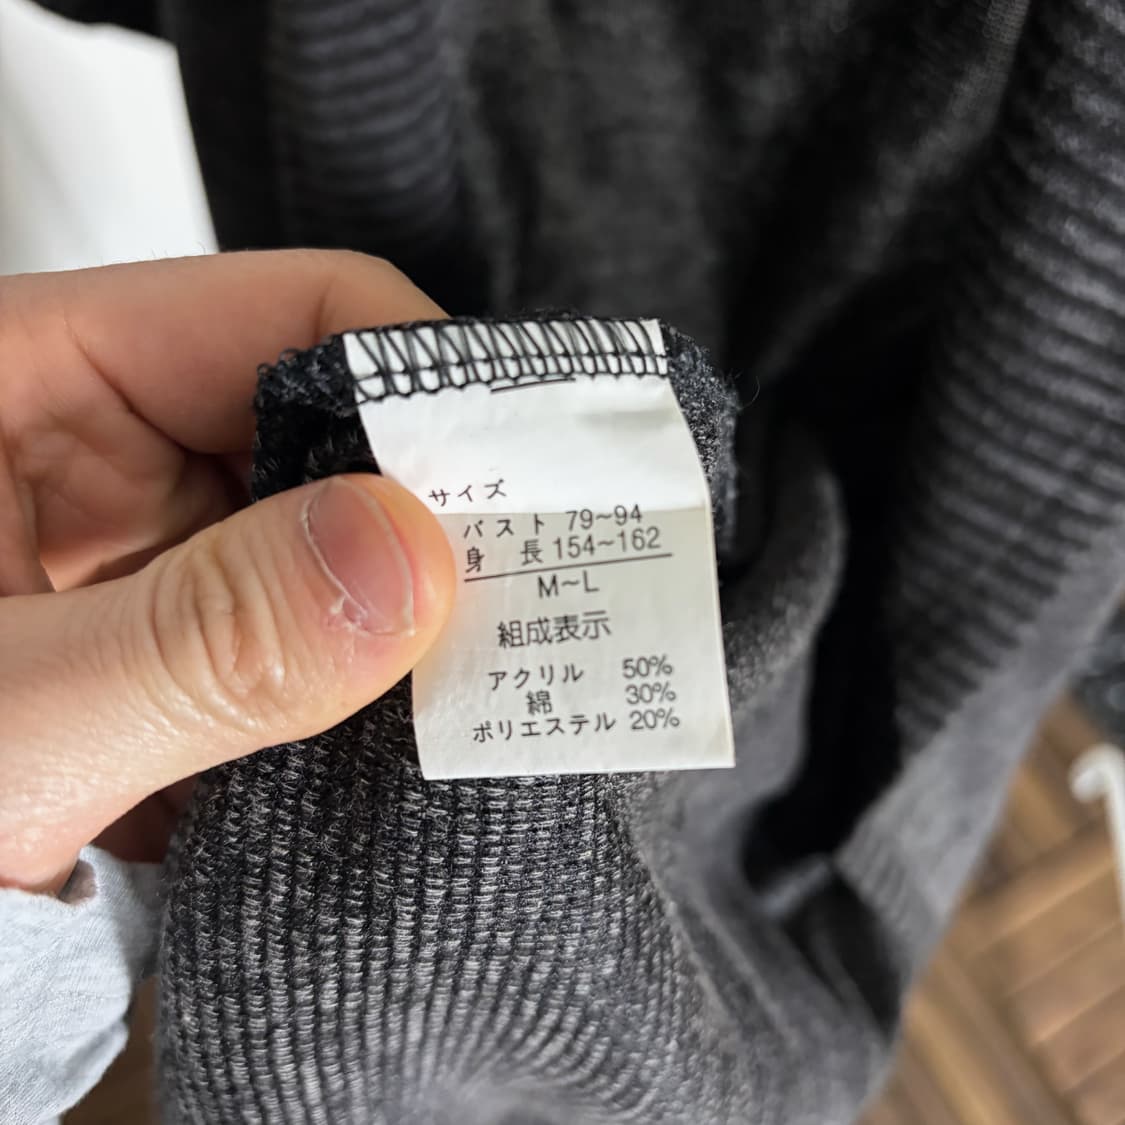 サイズ
バスト 79~94
身 長 154~162
M~L
組成表示
アクリル 50%
綿 30%
ポリエステル 20%